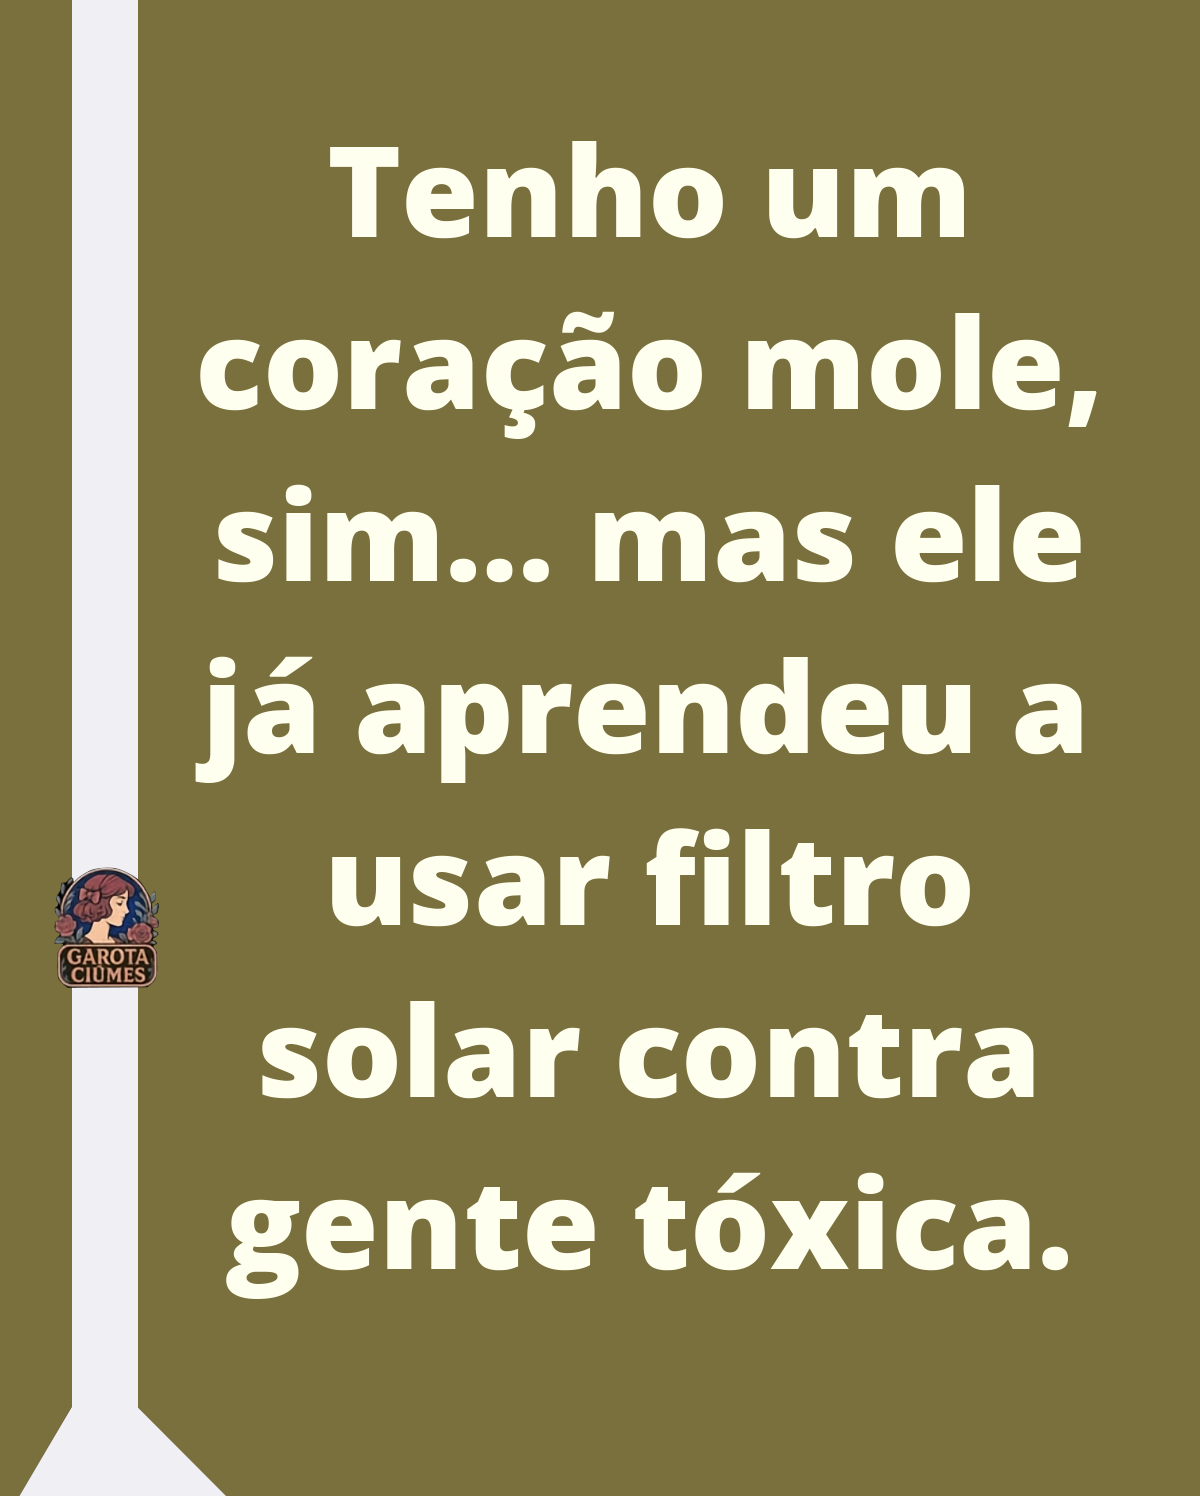 Tenho um
coração mole,
sim... mas ele
já aprendeu a
usar filtro
solar contra
gente tóxica.
GAROTA
CIÚMES